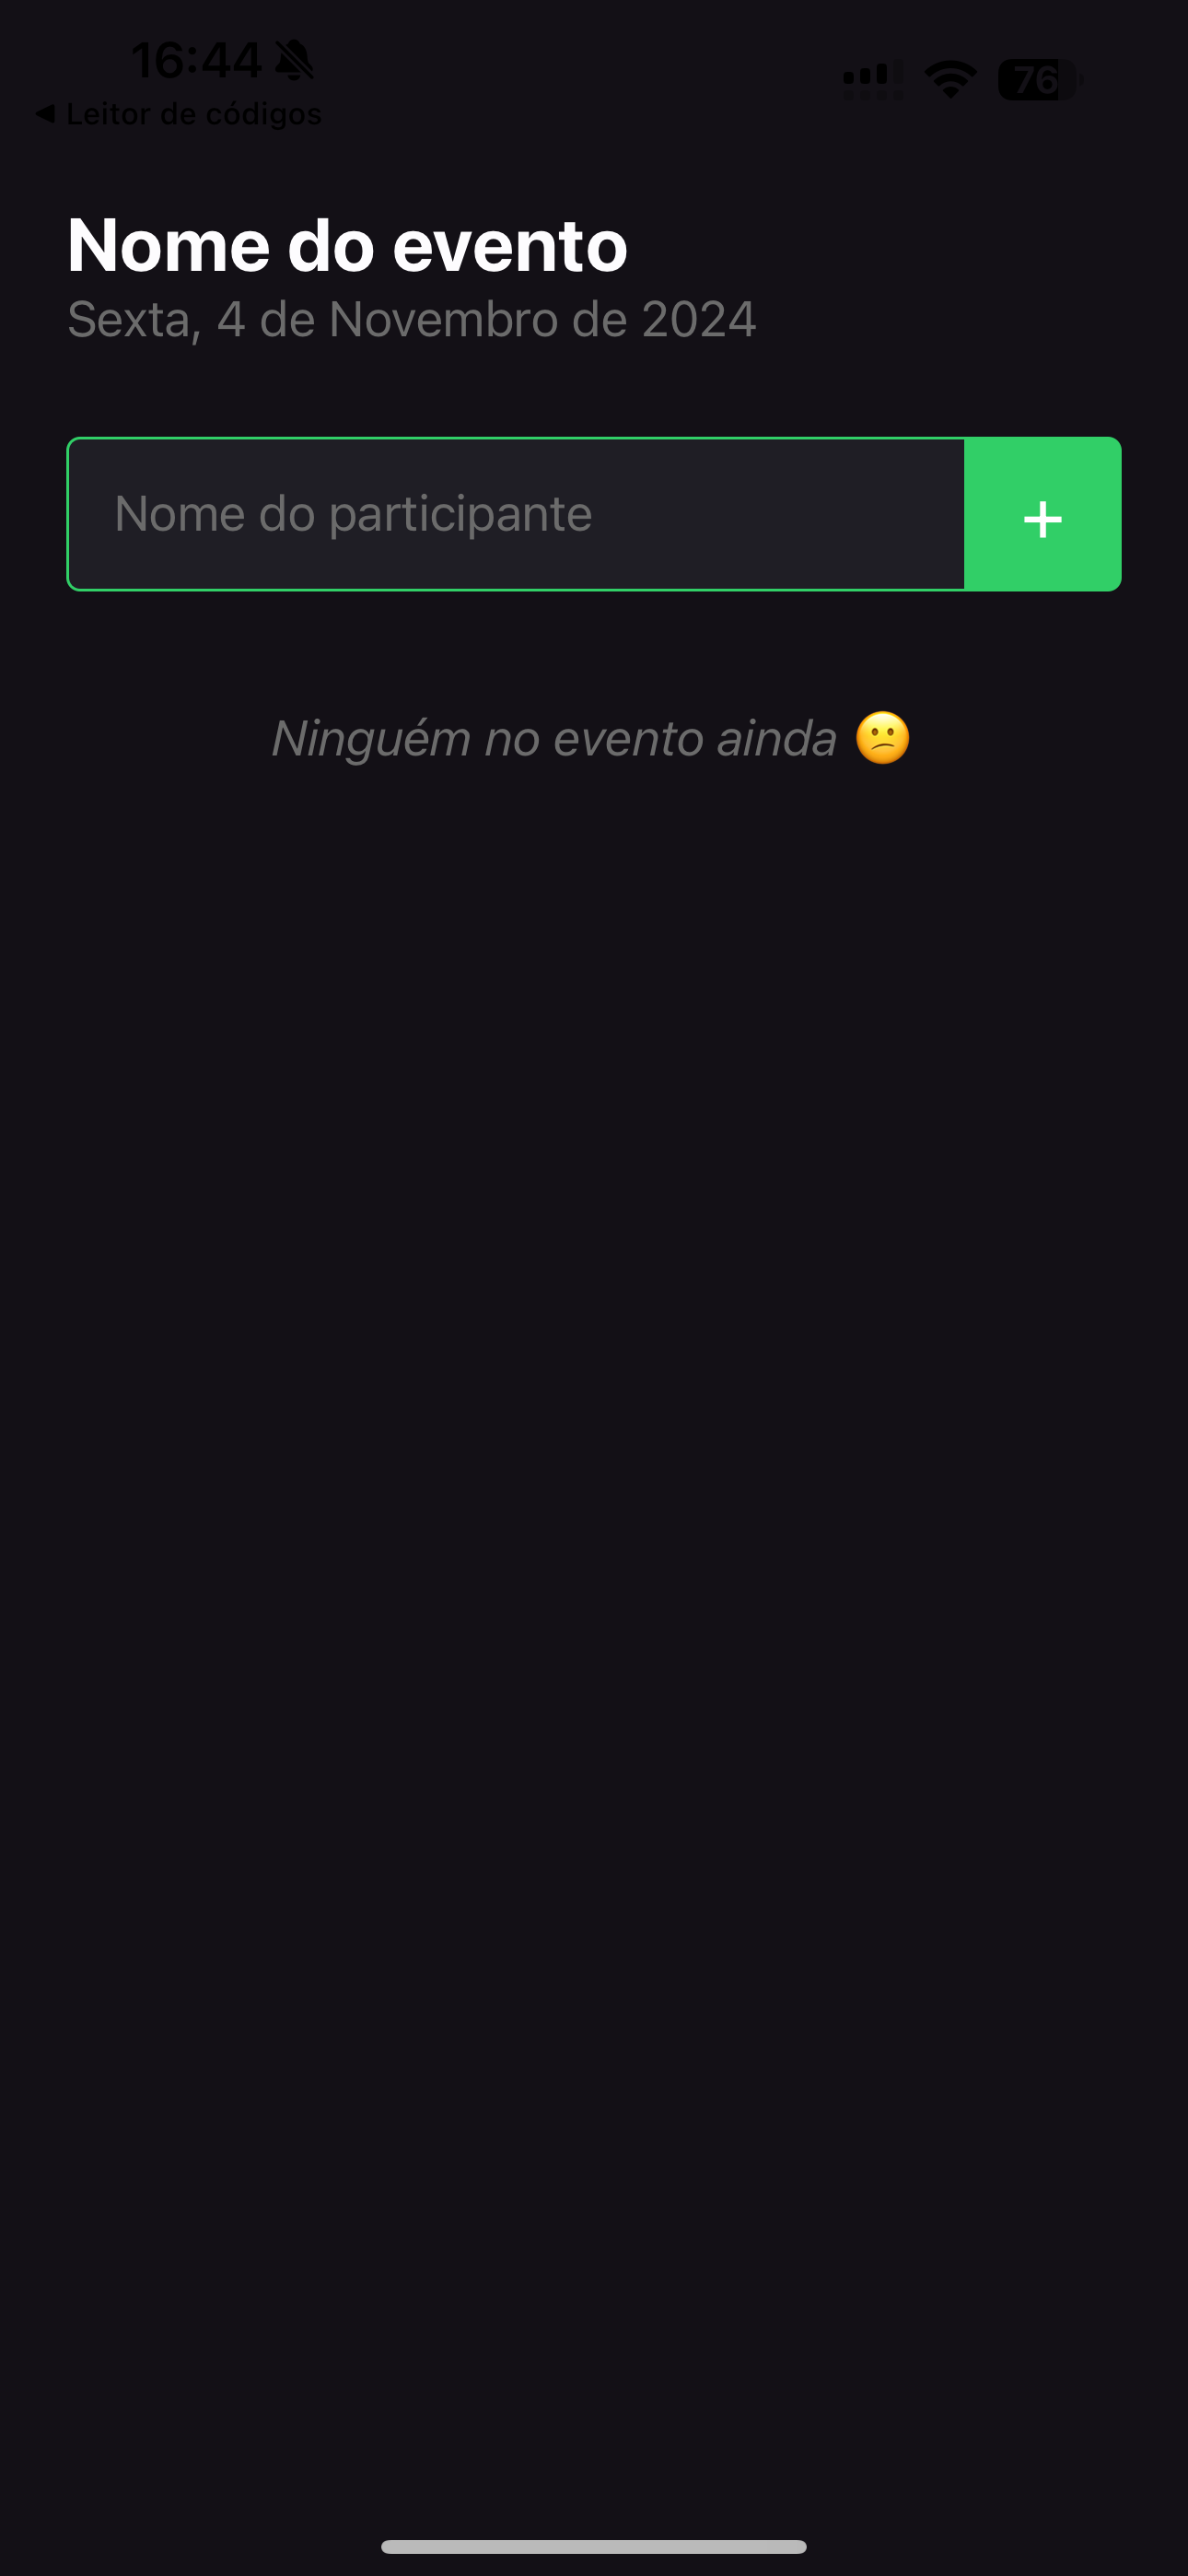 16:44
◀ Leitor de códigos
76
Nome do evento
Sexta, 4 de Novembro de 2024
Nome do participante
+
Ninguém no evento ainda 😕